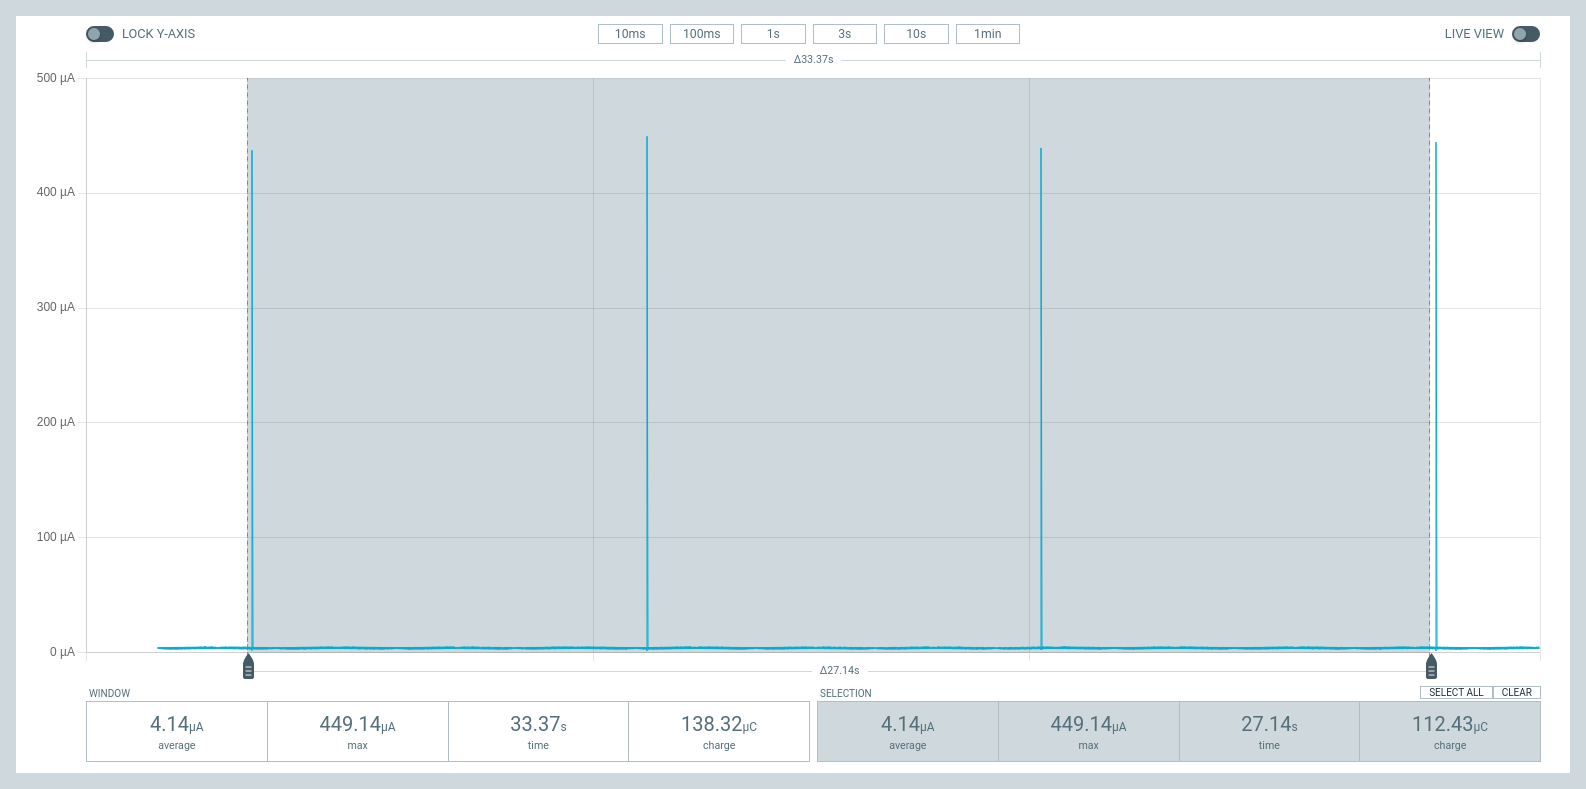 LOCK Y-AXIS 10ms 100ms 1s 3s 10s 1min LIVE VIEW
Δ33.37s
500 µA
400 µA
300 µA
200 µA
100 µA
0 µA
Δ27.14s
WINDOW SELECTION SELECT ALL CLEAR
4.14µA 449.14µA 33.37s 138.32µC 4.14µA 449.14µA 27.14s 112.43µC
average max time charge average max time charge